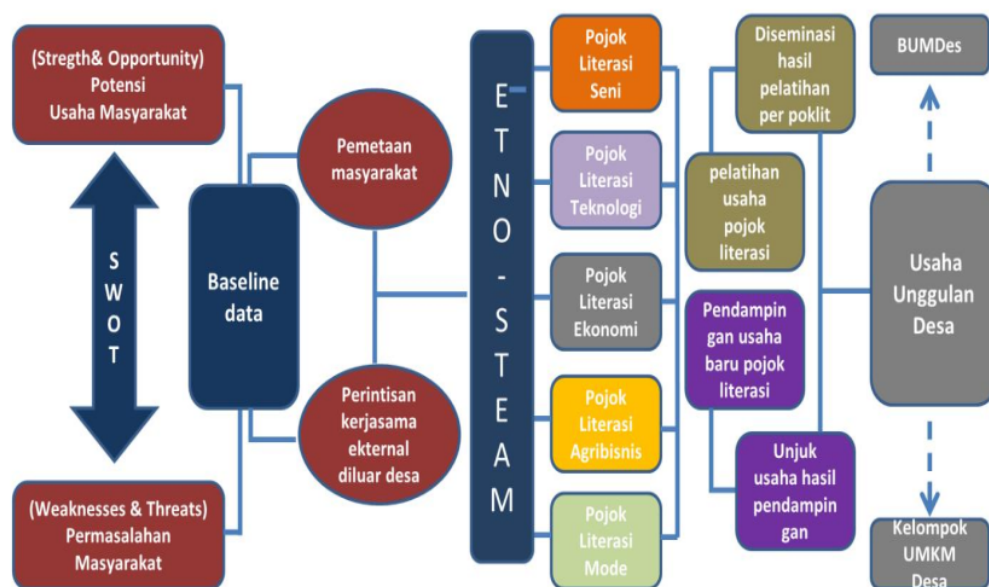 (Stregth& Opportunity)
Potensi
Usaha Masyarakat
S
W
O
T
(Weaknesses & Threats)
Permasalahan
Masyarakat
Baseline
data
Pemetaan
masyarakat
Perintisan
kerjasama
ekternal
diluar desa
E
T
N
O
-
S
T
E
A
M
Pojok
Literasi
Seni
Pojok
Literasi
Teknologi
Pojok
Literasi
Ekonomi
Pojok
Literasi
Agribisnis
Pojok
Literasi
Mode
Diseminasi
hasil
pelatihan
per poklit
pelatihan
usaha
pojok
literasi
Pendampin
gan usaha
baru pojok
literasi
Unjuk
usaha hasil
pendampin
gan
BUMDes
Usaha
Unggulan
Desa
Kelompok
UMKM
Desa